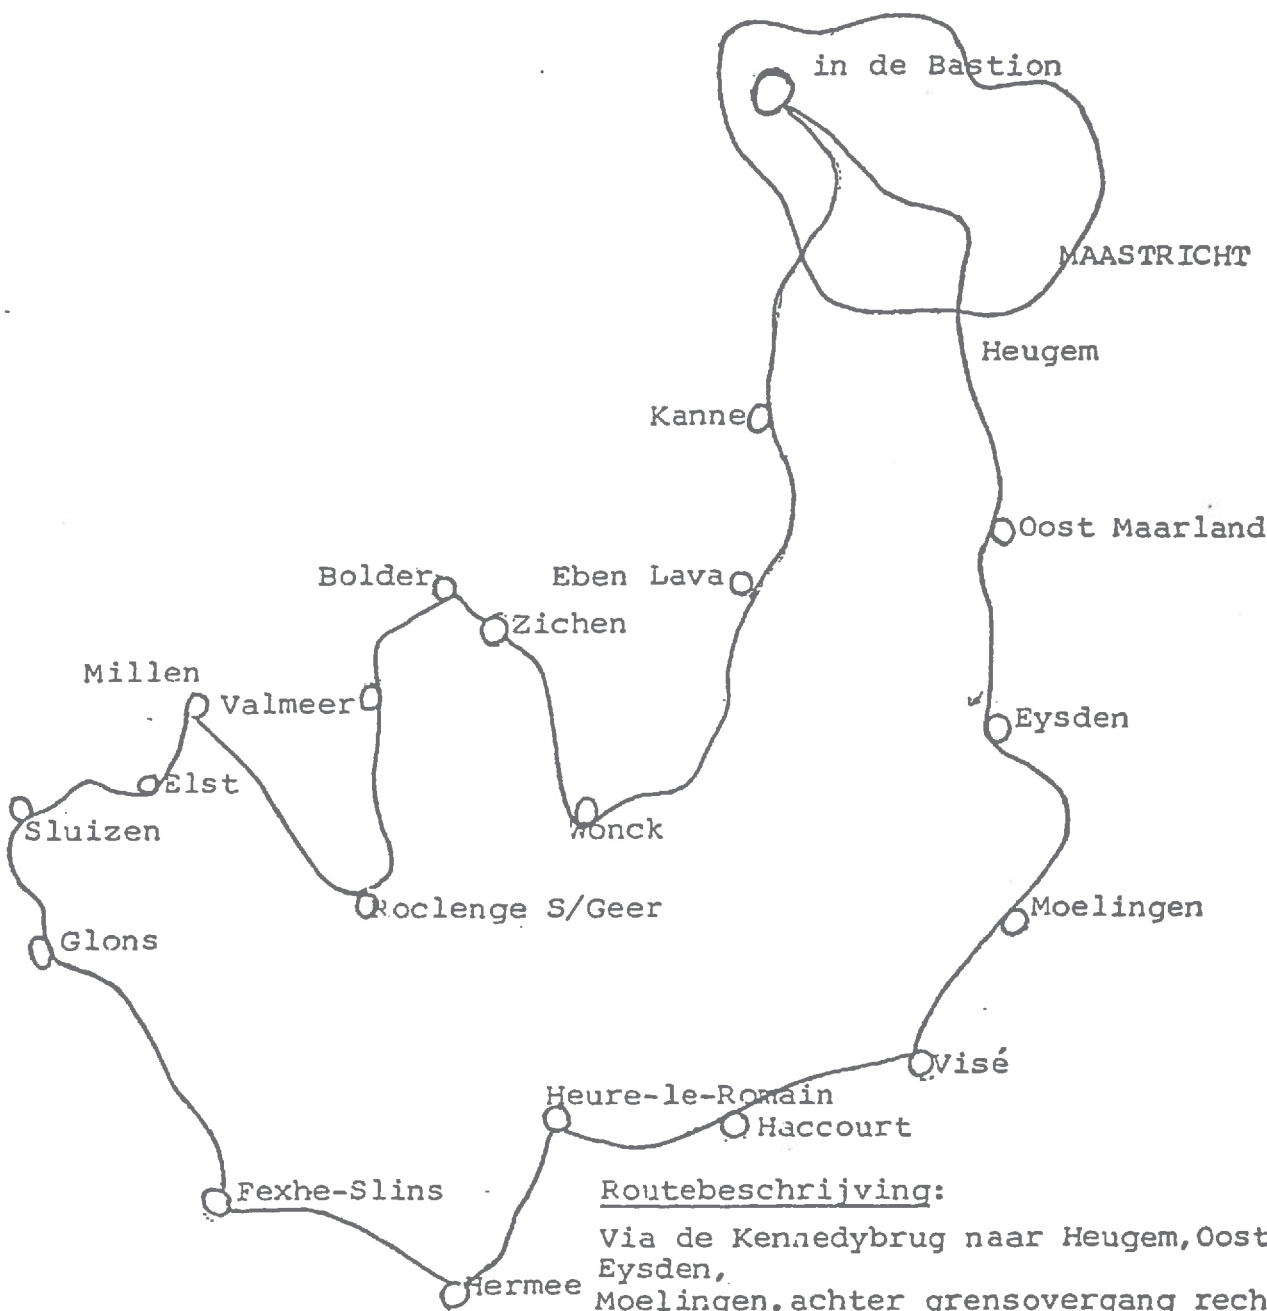 in de Bastion
MAASTRICHT
Heugem
Kanne
Oost Maarland
Bolder
Eben Lava
Zichen
Millen
Valmeer
Eysden
Elst
Sluizen
Wonck
Roclenge S/Geer
Moelingen
Glons
Visé
Heure-le-Romain
Haccourt
Fexhe-Slins
Routebeschrijving:
Via de Kennedybrug naar Heugem,Oost
Eysden,
Hermee
Moelingen.achter grensovergang rech